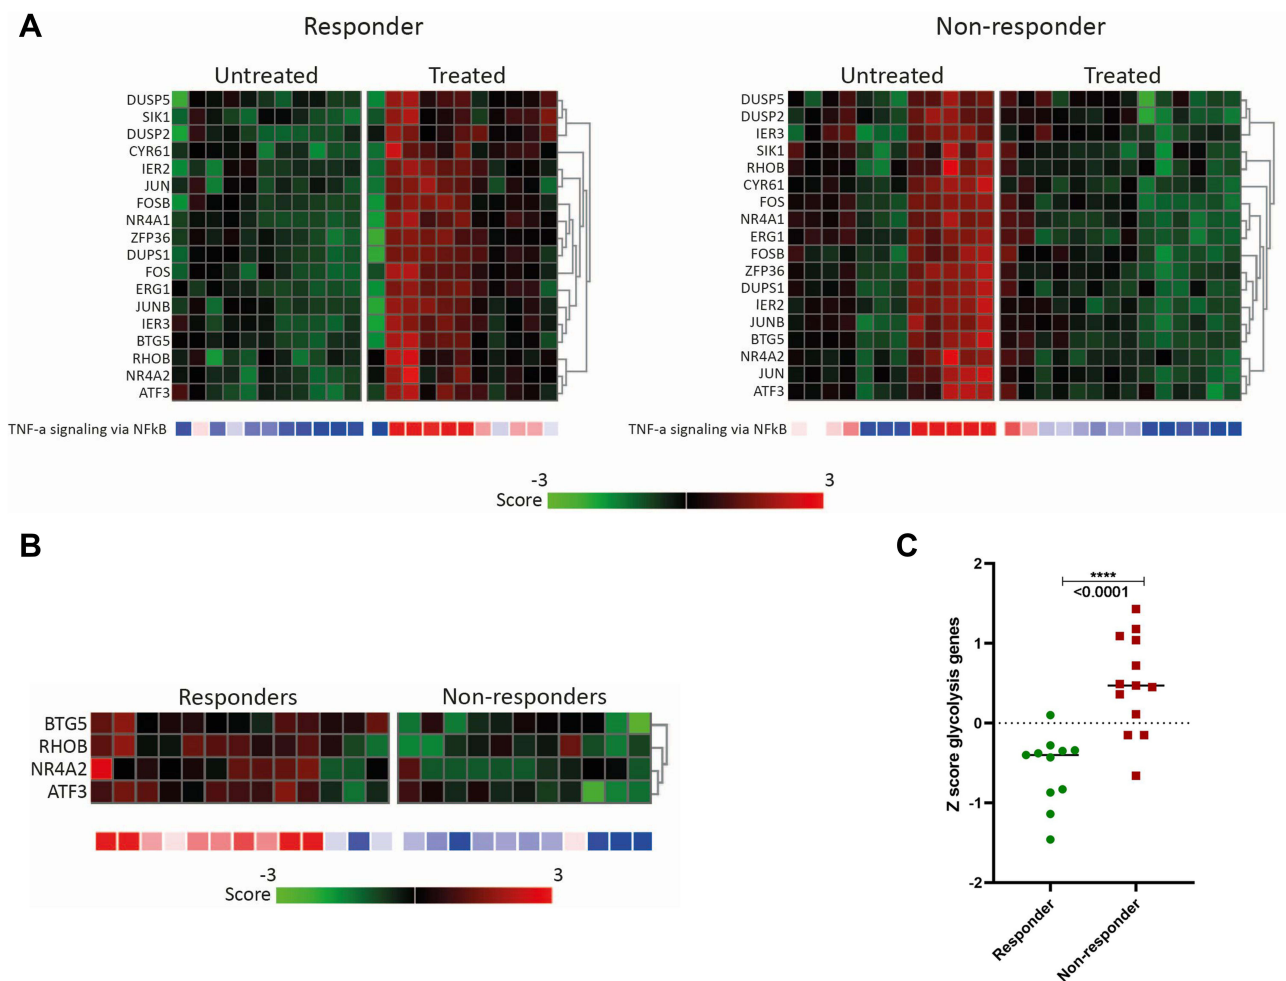 A
Responder
Non-responder
Untreated
Treated
Untreated
Treated
DUSP5
SIK1
DUSP2
CYR61
IER2
JUN
FOSB
NR4A1
ZFP36
DUPS1
FOS
ERG1
JUNB
IER3
BTG5
RHOB
NR4A2
ATF3
TNF-a signaling via NFkB
DUSP5
DUSP2
IER3
SIK1
RHOB
CYR61
FOS
NR4A1
ERG1
FOSB
ZFP36
DUPS1
IER2
JUNB
BTG5
NR4A2
JUN
ATF3
TNF-a signaling via NFkB
-3
3
Score
B
Responders
Non-responders
BTG5
RHOB
NR4A2
ATF3
-3
3
Score
C
****
<0.0001
Z score glycolysis genes
2
1
0
-1
-2
Responder
Non-responder